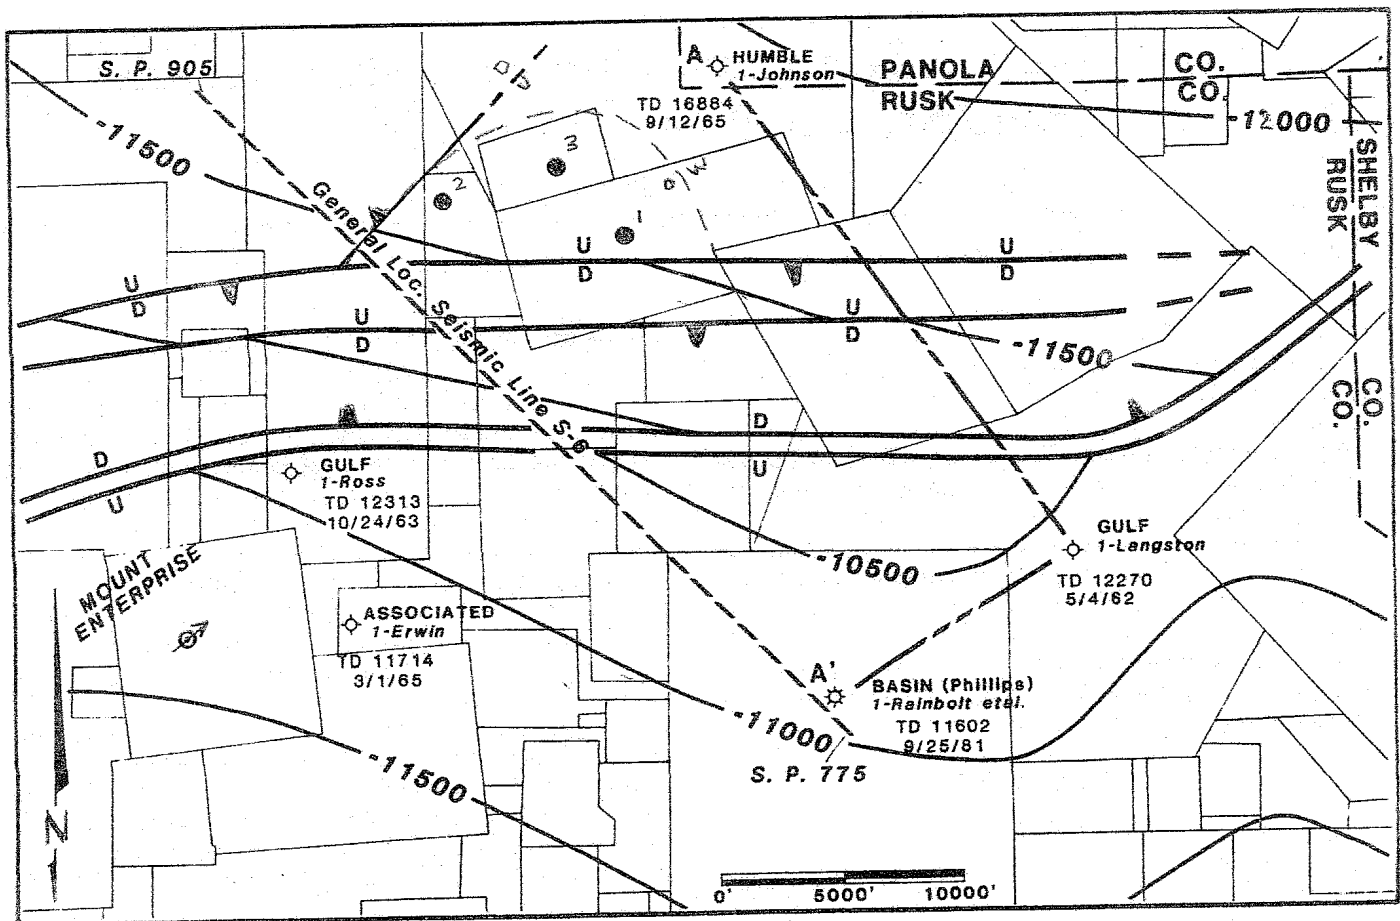 S. P. 905
A
HUMBLE
1-Johnson
TD 16884
9/12/65
PANOLA CO.
RUSK CO.
-12000
-11500
SHELBY CO.
RUSK CO.
3
2
1
General Loc. Seismic Line S-6
U
D
U
D
U
D
U
D
U
D
-11500
D
U
D
U
GULF
1-Ross
TD 12313
10/24/63
-10500
GULF
1-Langston
TD 12270
5/4/62
MOUNT
ENTERPRISE
ASSOCIATED
1-Erwin
TD 11714
3/1/65
A'
BASIN (Phillips)
1-Rainbolt etal.
TD 11602
9/25/81
-11000
S. P. 775
-11500
N
0' 5000' 10000'